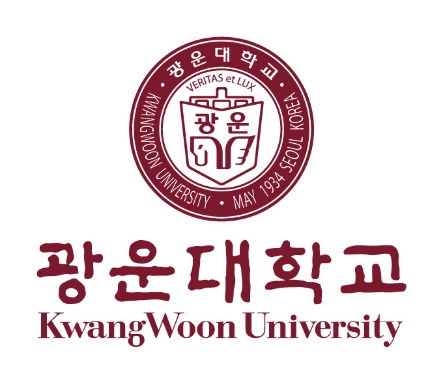 · 광운대학교 ·
VERITAS et LUX
광운
KWANGWOON UNIVERSITY · MAY 1934 SEOUL KOREA
광운대학교
KwangWoon University